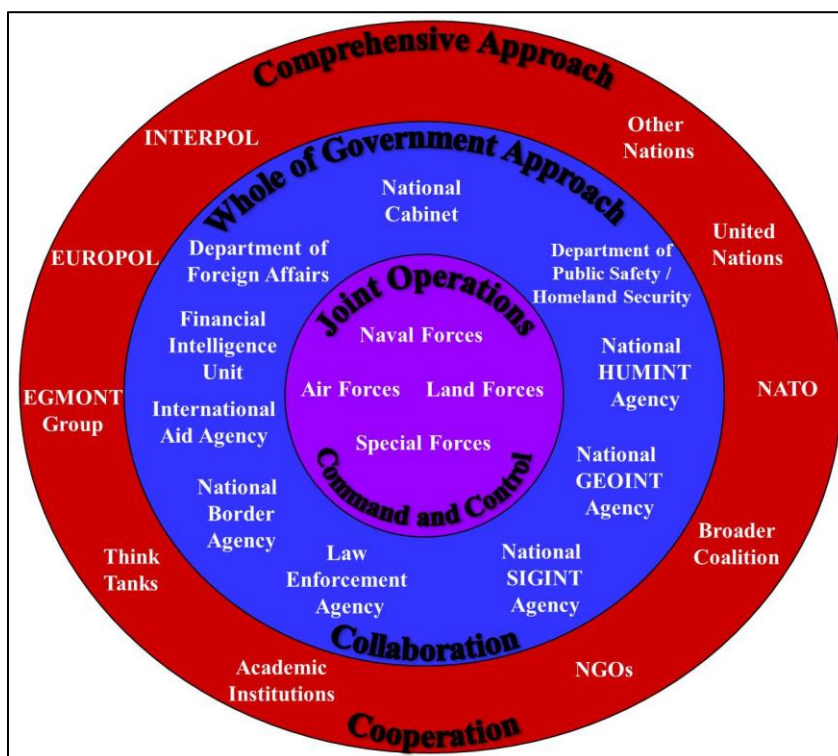 Comprehensive Approach
INTERPOL
Other
Nations
EUROPOL
United
Nations
EGMONT
Group
NATO
Think
Tanks
Broader
Coalition
Academic
Institutions
NGOs
Cooperation
Whole of Government Approach
National
Cabinet
Department of
Foreign Affairs
Department of
Public Safety /
Homeland Security
Financial
Intelligence
Unit
National
HUMINT
Agency
International
Aid Agency
National
GEOINT
Agency
National
Border
Agency
Law
Enforcement
Agency
National
SIGINT
Agency
Collaboration
Joint Operations
Naval Forces
Air Forces
Land Forces
Special Forces
Command and Control